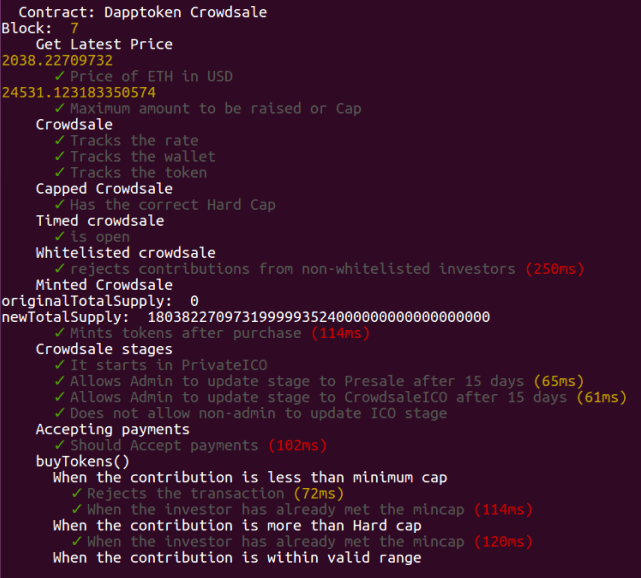 Contract: Dapptoken Crowdsale
Block:  7
Get Latest Price
2038.22709732
✓ Price of ETH in USD
24531.123183350574
✓ Maximum amount to be raised or Cap
Crowdsale
✓ Tracks the rate
✓ Tracks the wallet
✓ Tracks the token
Capped Crowdsale
✓ Has the correct Hard Cap
Timed crowdsale
✓ is open
Whitelisted crowdsale
✓ rejects contributions from non-whitelisted investors (250ms)
Minted Crowdsale
originalTotalSupply:  0
newTotalSupply:  18038227097319999935240000000000000000000
✓ Mints tokens after purchase (114ms)
Crowdsale stages
✓ It starts in PrivateICO
✓ Allows Admin to update stage to Presale after 15 days (65ms)
✓ Allows Admin to update stage to CrowdsaleICO after 15 days (61ms)
✓ Does not allow non-admin to update ICO stage
Accepting payments
✓ Should Accept payments (102ms)
buyTokens()
When the contribution is less than minimum cap
✓ Rejects the transaction (72ms)
✓ When the investor has already met the mincap (114ms)
When the contribution is more than Hard cap
✓ When the investor has already met the mincap (120ms)
When the contribution is within valid range